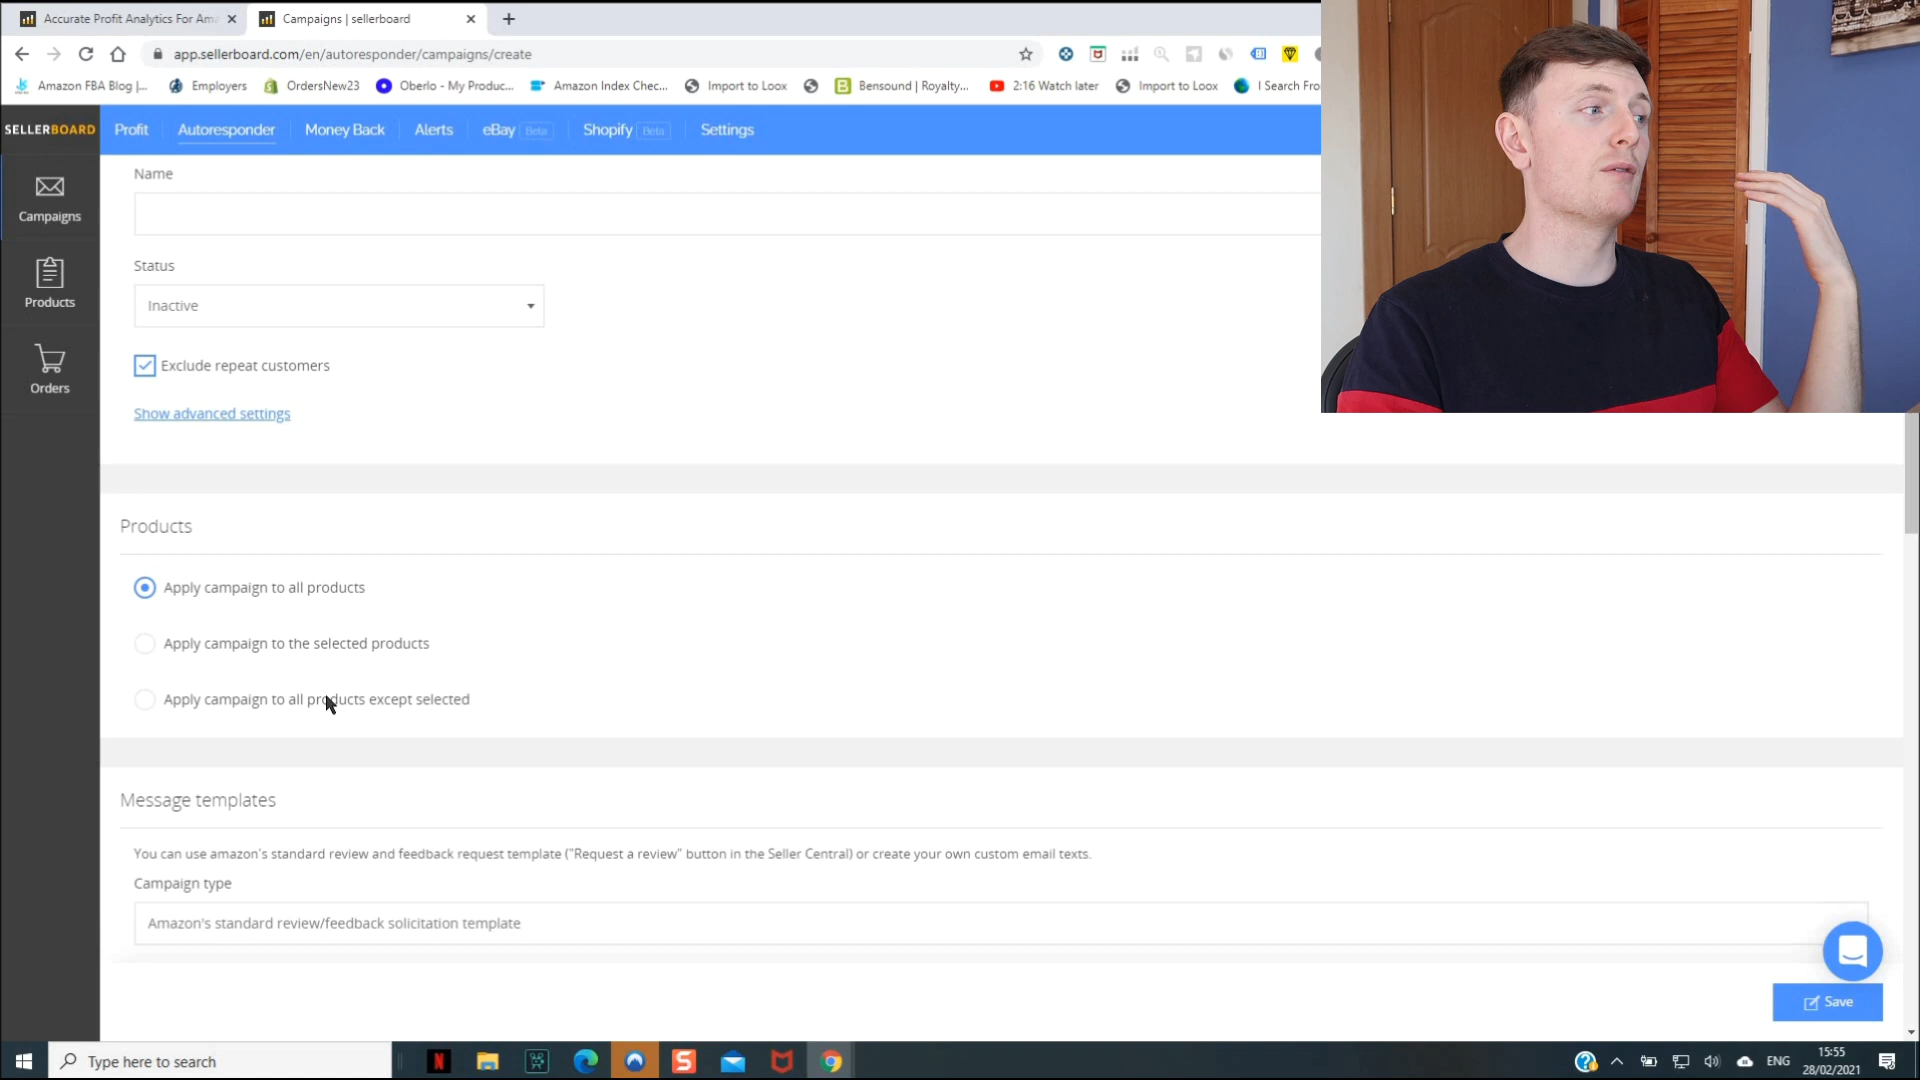 Accurate Profit Analytics For Am
Campaigns | sellerboard
app.sellerboard.com/en/autoresponder/campaigns/create
Amazon FBA Blog |...
Employers
OrdersNew23
Oberlo - My Produc...
Amazon Index Chec...
Import to Loox
Bensound | Royalty...
2:16 Watch later
Import to Loox
I Search Fro
SELLERBOARD
Profit
Autoresponder
Money Back
Alerts
eBay Beta
Shopify Beta
Settings
Campaigns
Products
Orders
Name
Status
Inactive
Exclude repeat customers
Show advanced settings
Products
Apply campaign to all products
Apply campaign to the selected products
Apply campaign to all products except selected
Message templates
You can use amazon's standard review and feedback request template ("Request a review" button in the Seller Central) or create your own custom email texts.
Campaign type
Amazon's standard review/feedback solicitation template
Save
Type here to search
ENG
15:55
28/02/2021